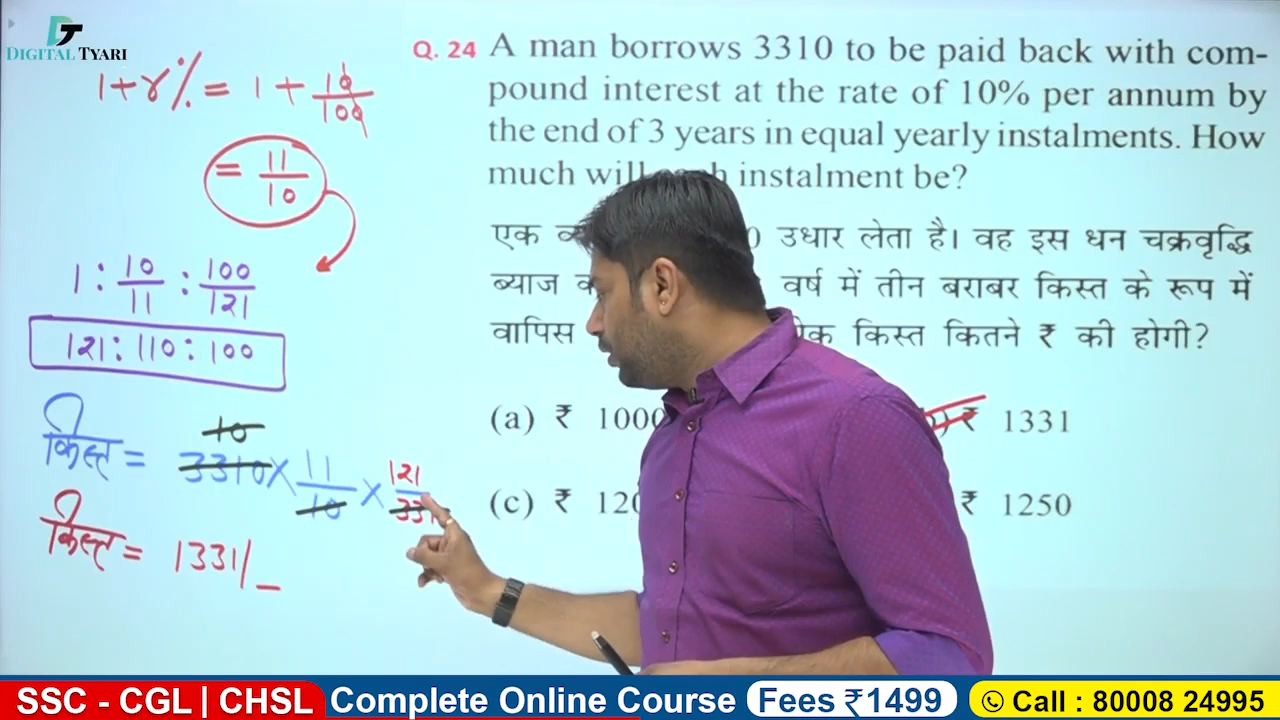 DT
DIGITAL TYARI
1+r% = 1 + 10/100
= 11/10
1 : 10/11 : 100/121
121 : 110 : 100
किस्त = 3310 × 11/10 × 121/331
10
किस्त = 1331/_
Q. 24 A man borrows 3310 to be paid back with com-
pound interest at the rate of 10% per annum by
the end of 3 years in equal yearly instalments. How
much will instalment be?
एक उधार लेता है। वह इस धन चक्रवृद्धि
ब्याज वर्ष में तीन बराबर किस्त के रूप में
वापिस किस्त कितने ₹ की होगी?
(a) ₹ 1000 ₹ 1331
(c) ₹ ₹ 1250
SSC - CGL | CHSL Complete Online Course Fees ₹1499 Call : 80008 24995